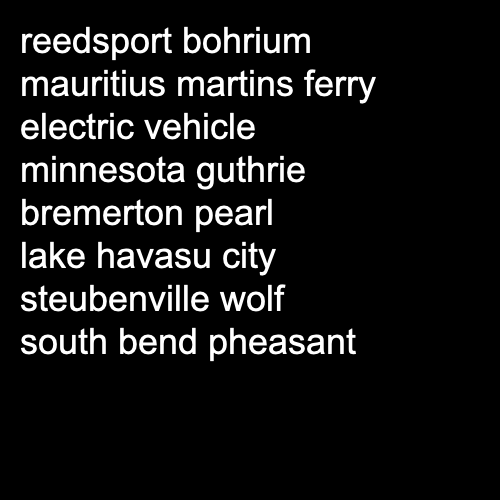 reedsport bohrium
mauritius martins ferry
electric vehicle
minnesota guthrie
bremerton pearl
lake havasu city
steubenville wolf
south bend pheasant